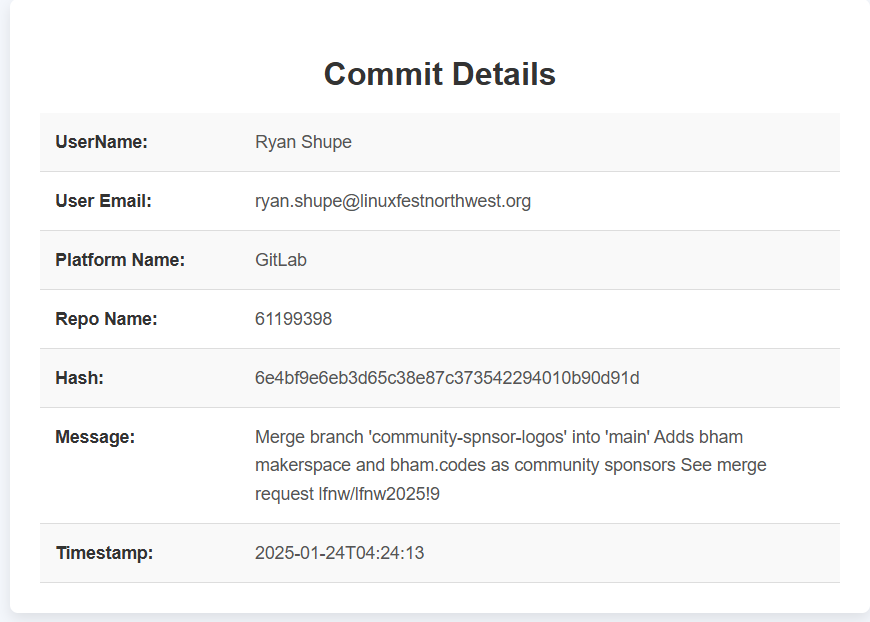 Commit Details
UserName: Ryan Shupe
User Email: ryan.shupe@linuxfestnorthwest.org
Platform Name: GitLab
Repo Name: 61199398
Hash: 6e4bf9e6eb3d65c38e87c373542294010b90d91d
Message: Merge branch 'community-spnsor-logos' into 'main' Adds bham
makerspace and bham.codes as community sponsors See merge
request lfnw/lfnw2025!9
Timestamp: 2025-01-24T04:24:13